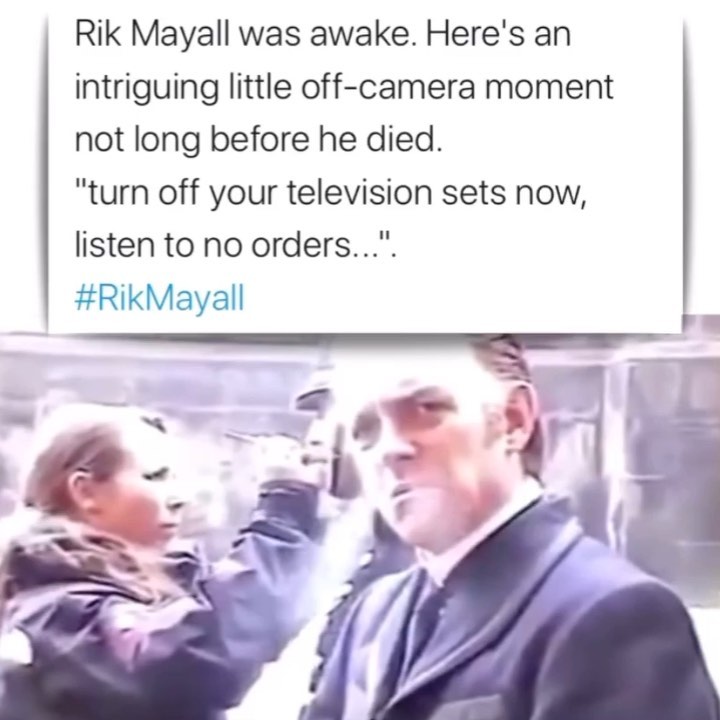 Rik Mayall was awake. Here's an
intriguing little off-camera moment
not long before he died.
"turn off your television sets now,
listen to no orders...".
#RikMayall